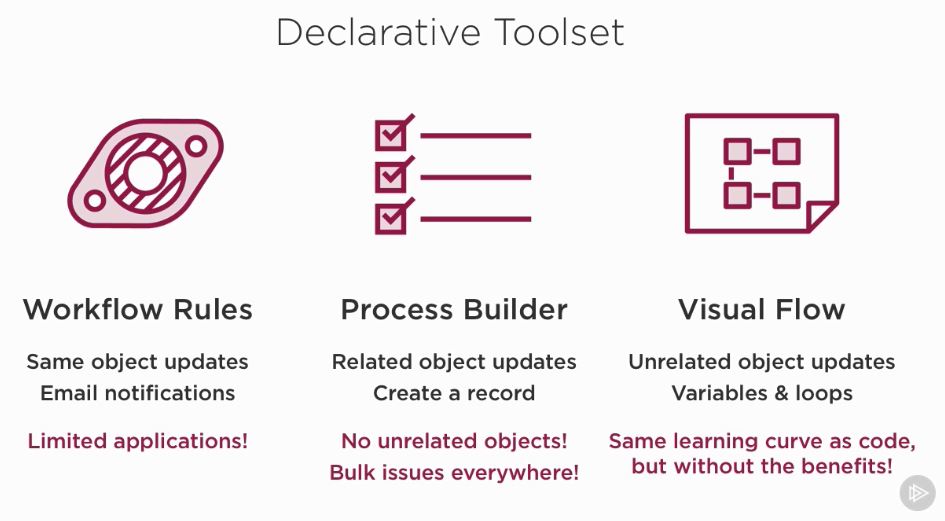 Declarative Toolset
Workflow Rules
Same object updates
Email notifications
Limited applications!
Process Builder
Related object updates
Create a record
No unrelated objects!
Bulk issues everywhere!
Visual Flow
Unrelated object updates
Variables & loops
Same learning curve as code,
but without the benefits!